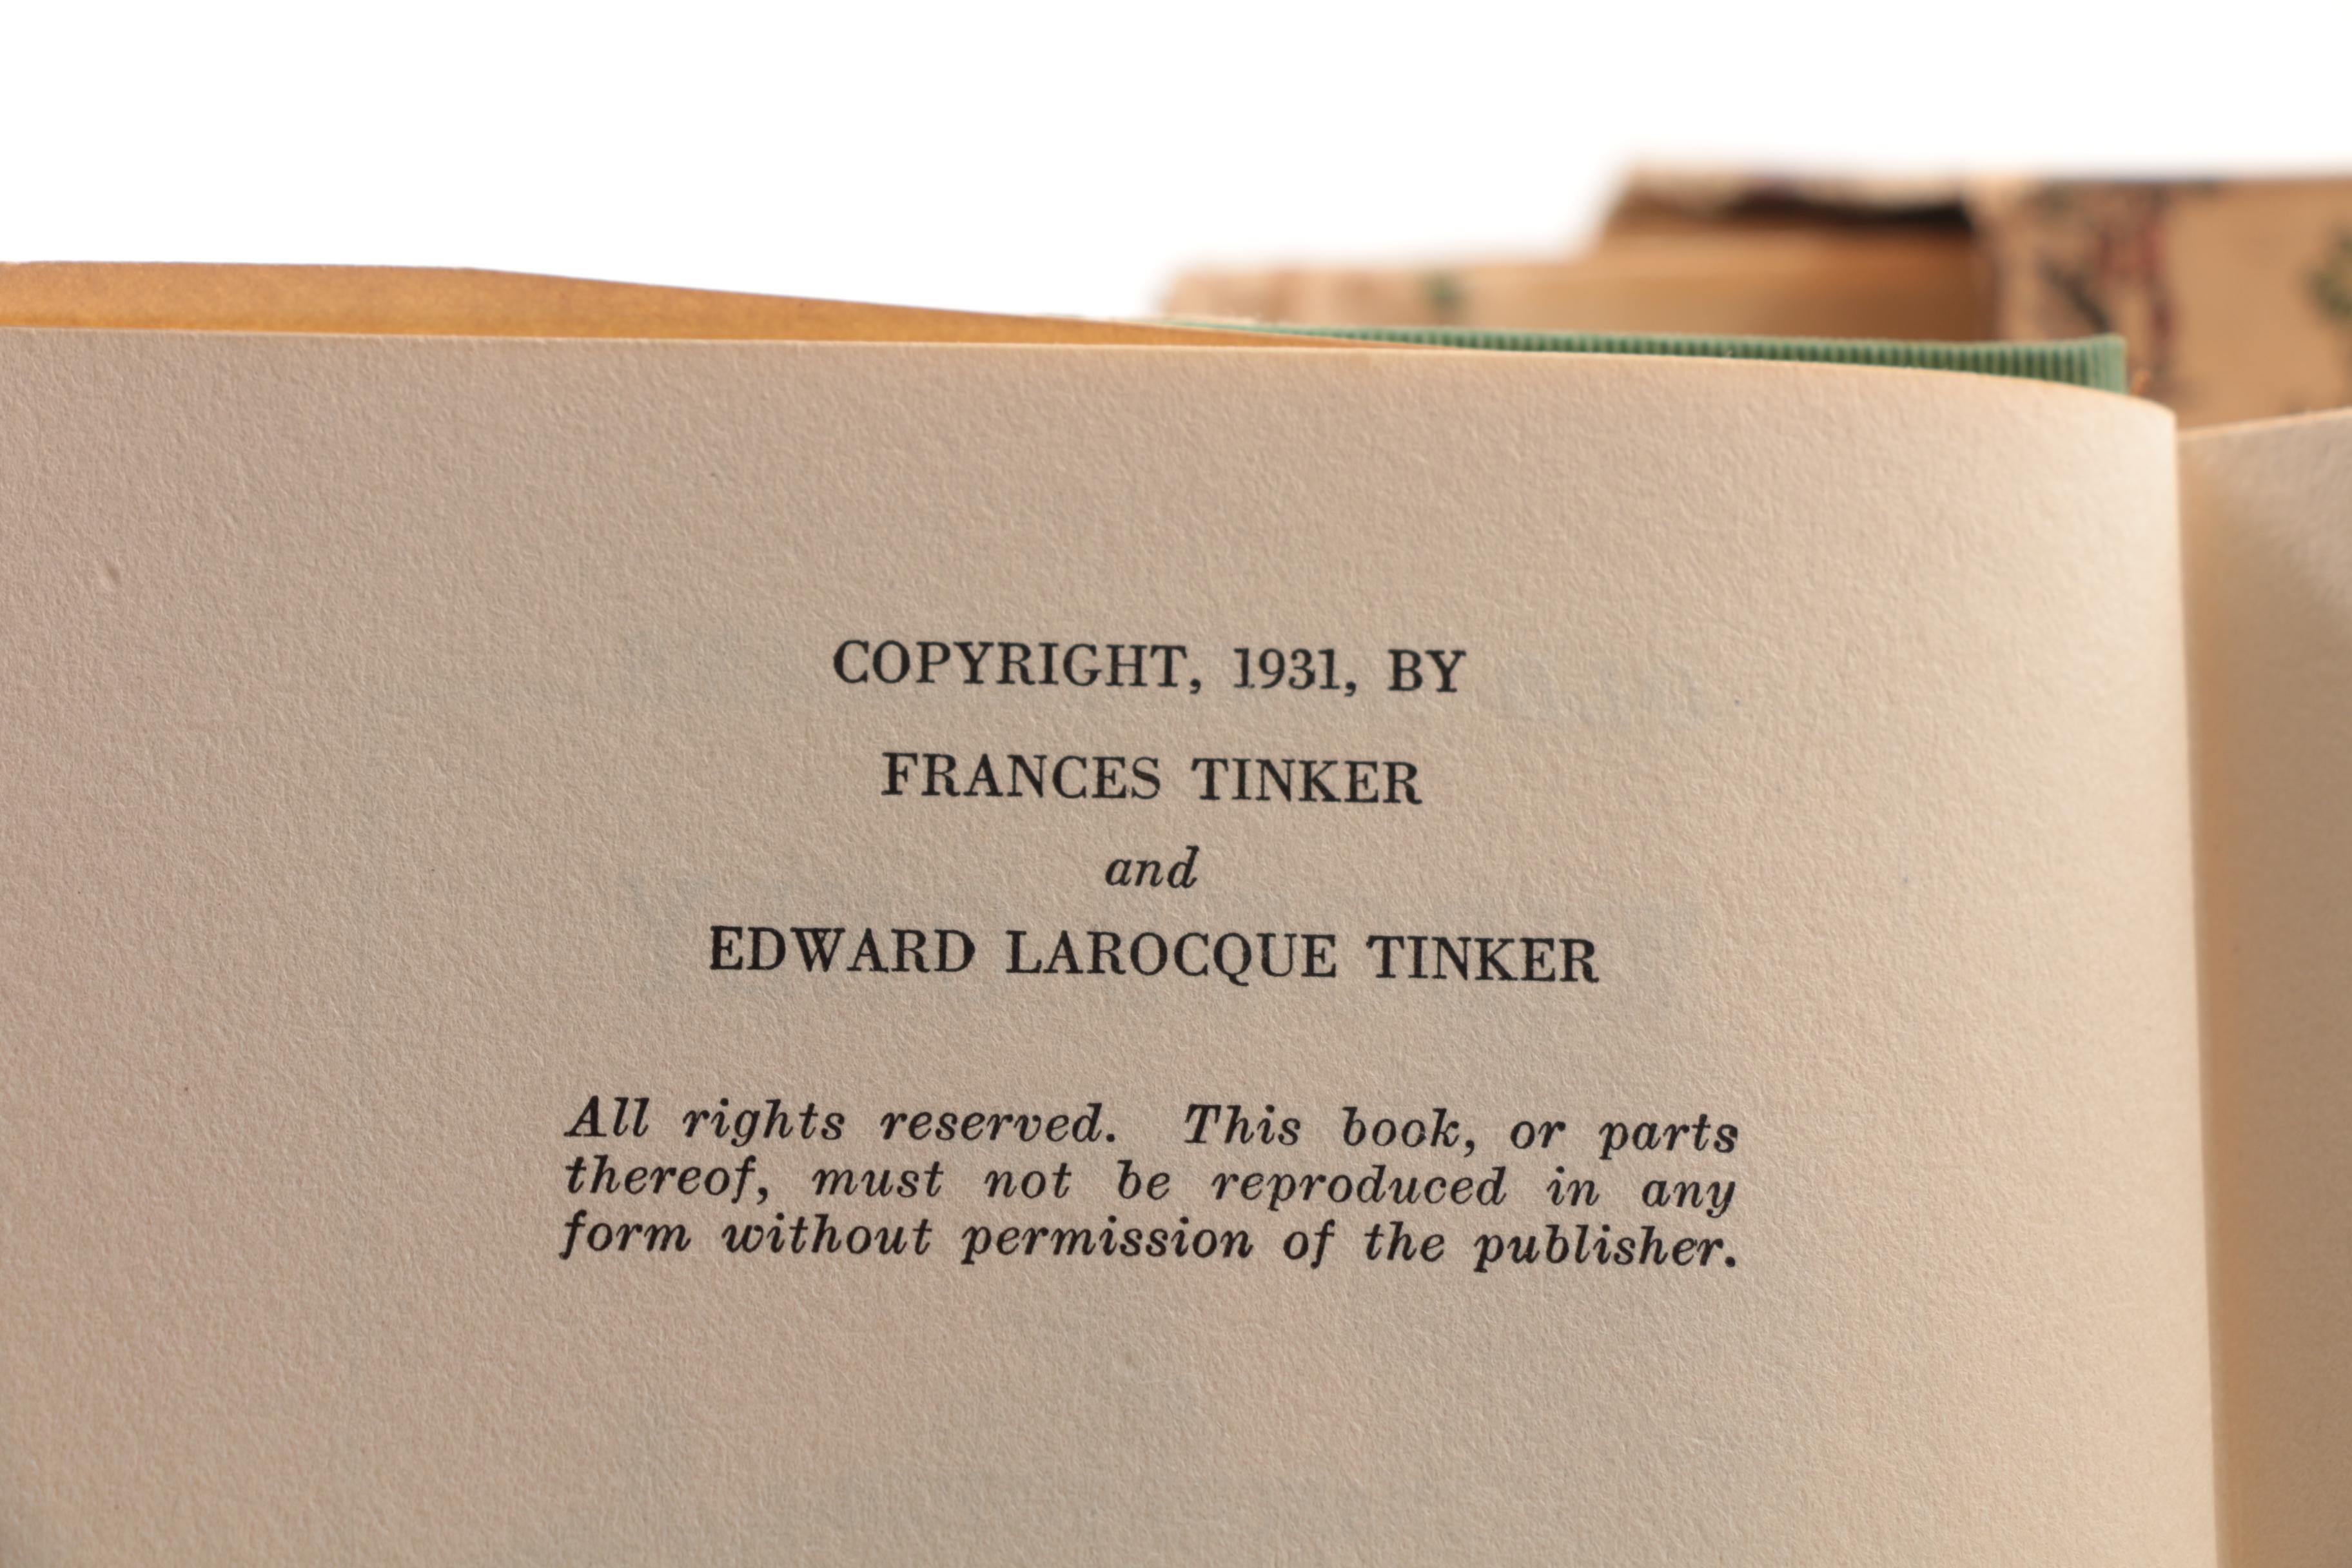 COPYRIGHT, 1931, BY
FRANCES TINKER
and
EDWARD LAROCQUE TINKER
All rights reserved. This book, or parts
thereof, must not be reproduced in any
form without permission of the publisher.